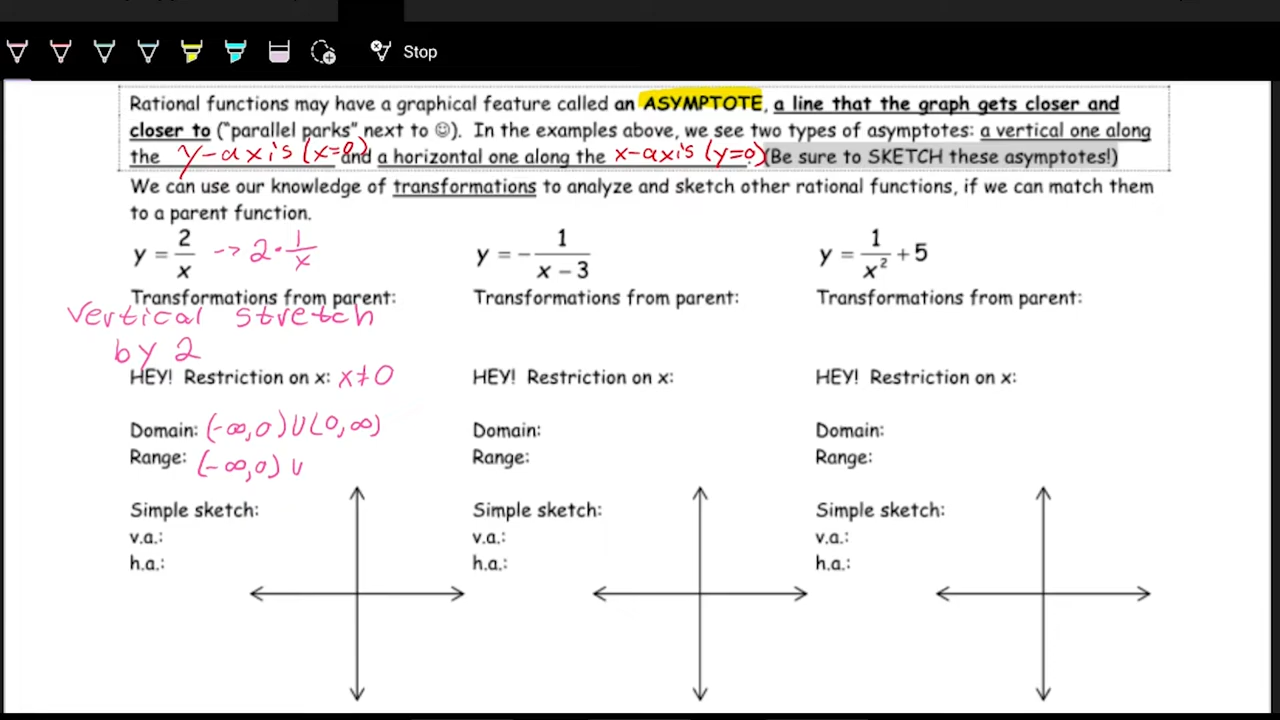 Stop
Rational functions may have a graphical feature called an ASYMPTOTE, a line that the graph gets closer and
closer to ("parallel parks" next to ☺). In the examples above, we see two types of asymptotes: a vertical one along
the y-axis (x=0) and a horizontal one along the x-axis (y=0). (Be sure to SKETCH these asymptotes!)
We can use our knowledge of transformations to analyze and sketch other rational functions, if we can match them
to a parent function.
y = 2/x -> 2 · 1/x y = - 1/(x - 3) y = 1/x² + 5
Transformations from parent: Transformations from parent: Transformations from parent:
vertical stretch
by 2
HEY! Restriction on x: x≠0 HEY! Restriction on x: HEY! Restriction on x:
Domain: (-∞,0) U (0,∞) Domain: Domain:
Range: (-∞,0) U Range: Range:
Simple sketch: Simple sketch: Simple sketch:
v.a.: v.a.: v.a.:
h.a.: h.a.: h.a.: